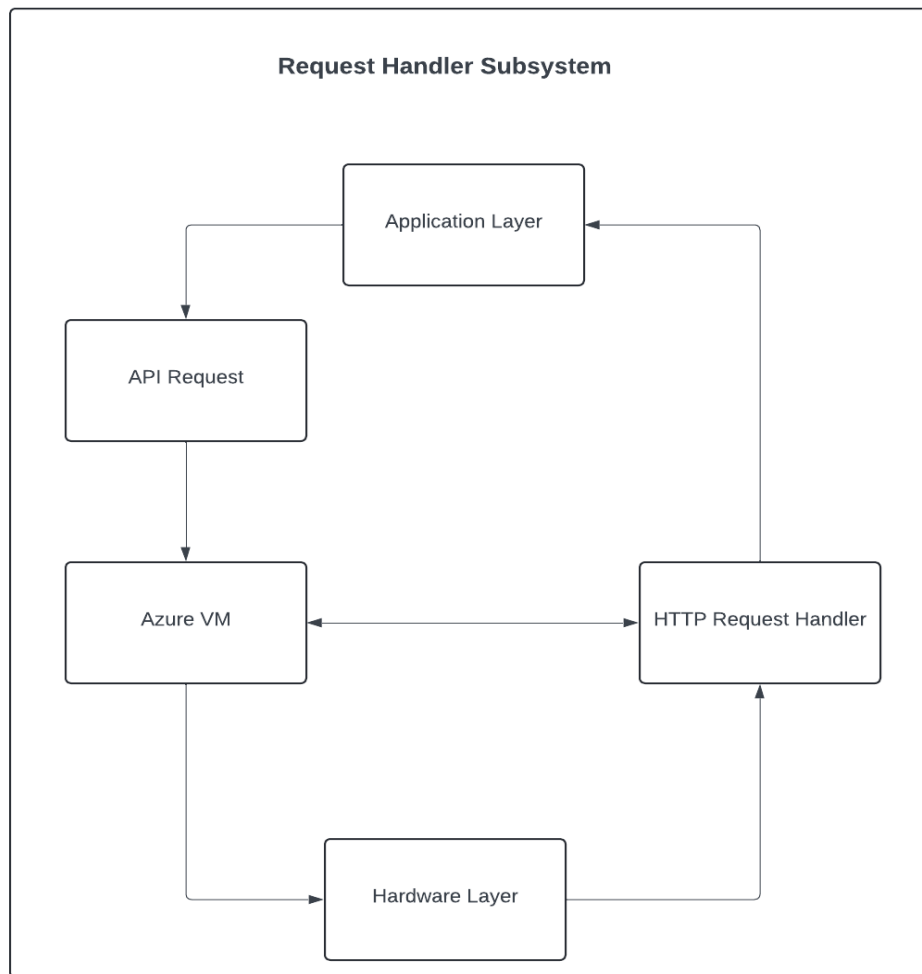 Request Handler Subsystem
Application Layer
API Request
Azure VM
HTTP Request Handler
Hardware Layer